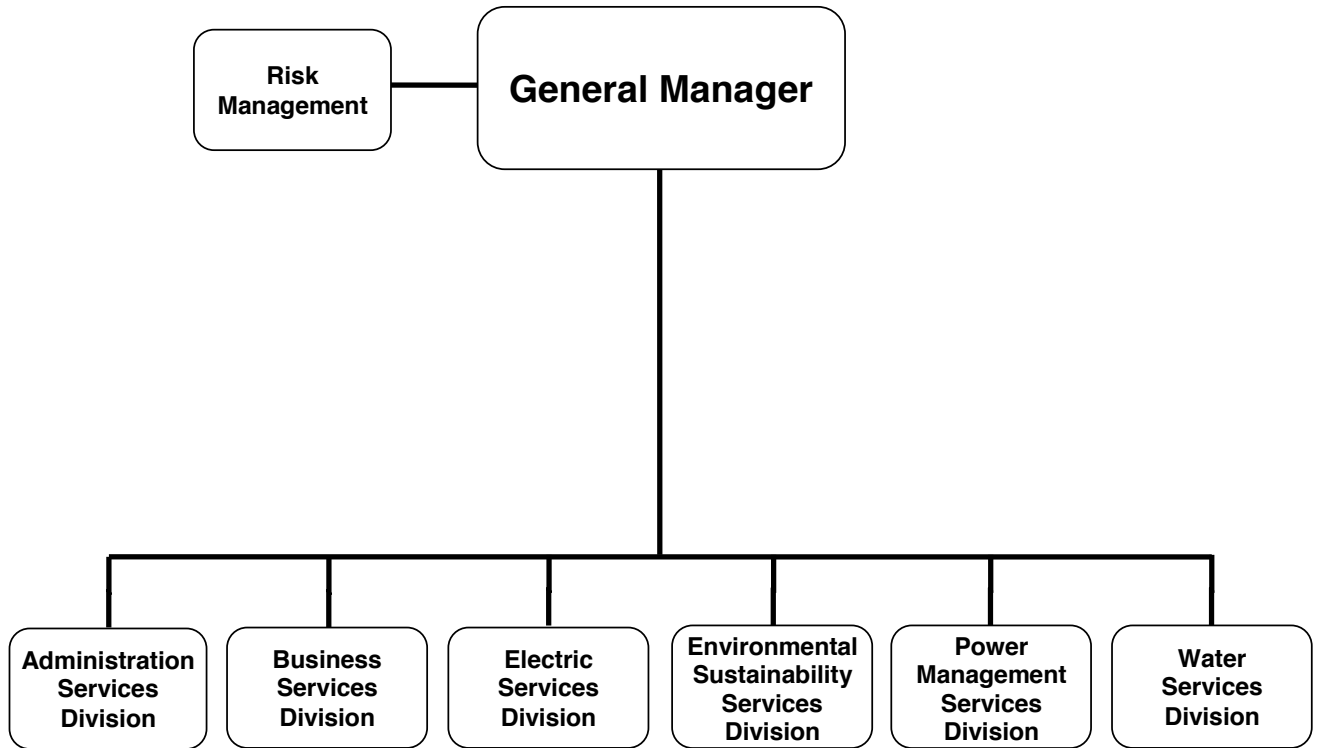 Risk
Management
General Manager
Administration
Services
Division
Business
Services
Division
Electric
Services
Division
Environmental
Sustainability
Services
Division
Power
Management
Services
Division
Water
Services
Division